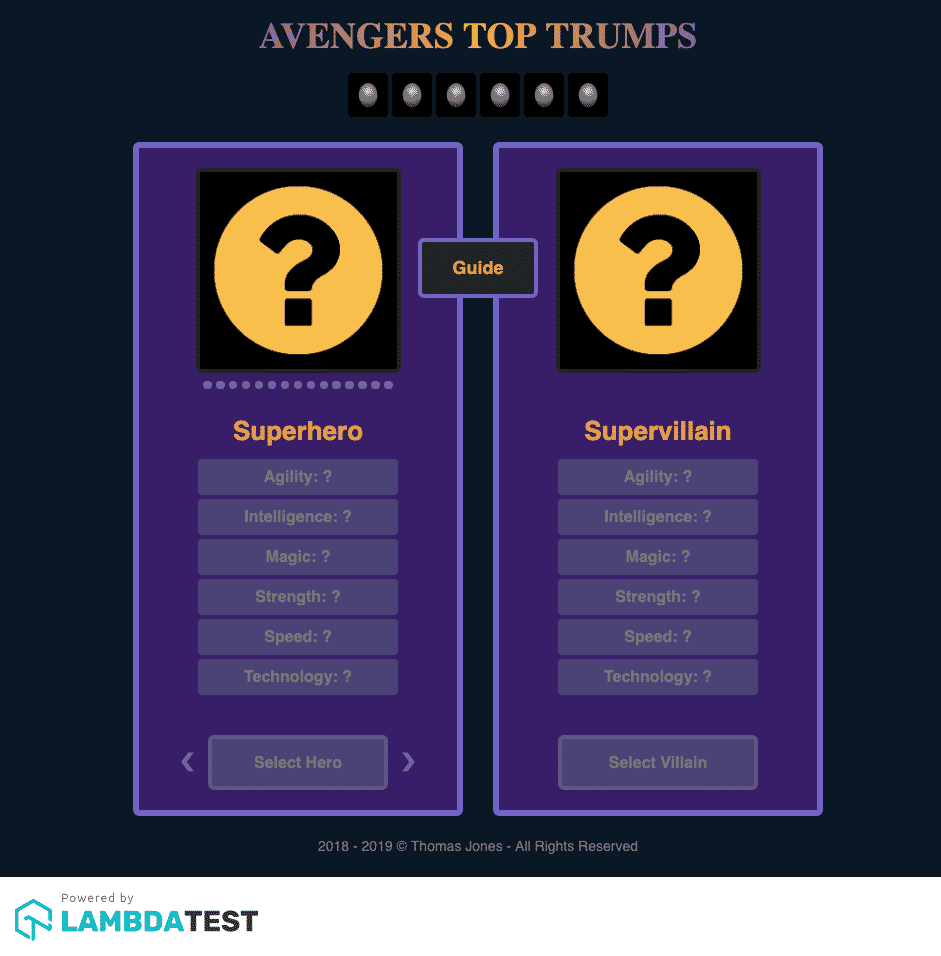 AVENGERS TOP TRUMPS
Guide
Superhero
Agility: ?
Intelligence: ?
Magic: ?
Strength: ?
Speed: ?
Technology: ?
❮ Select Hero ❯
Supervillain
Agility: ?
Intelligence: ?
Magic: ?
Strength: ?
Speed: ?
Technology: ?
Select Villain
2018 - 2019 © Thomas Jones - All Rights Reserved
Powered by
LAMBDATEST